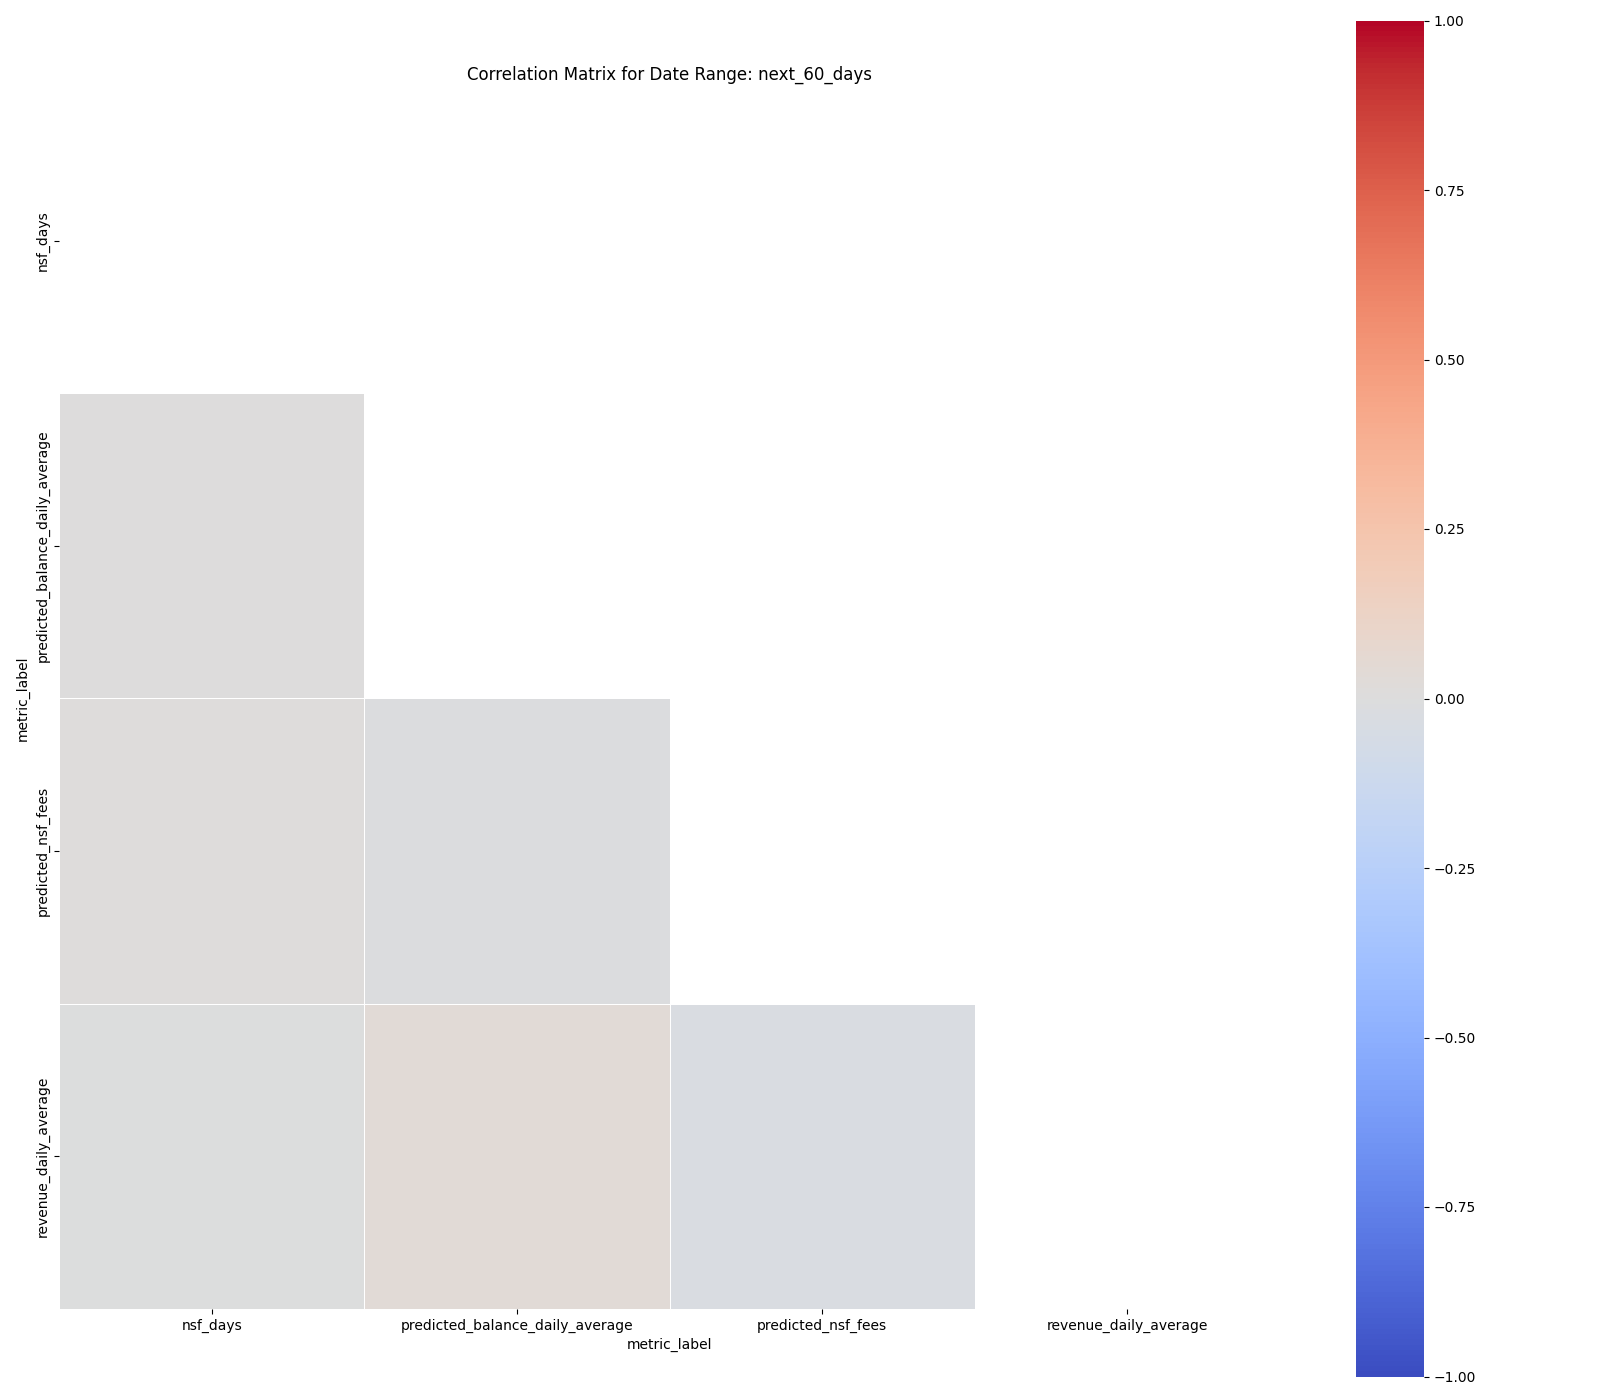 Correlation Matrix for Date Range: next_60_days
metric_label
nsf_days
predicted_balance_daily_average
predicted_nsf_fees
revenue_daily_average
nsf_days
predicted_balance_daily_average
predicted_nsf_fees
revenue_daily_average
metric_label
1.00
0.75
0.50
0.25
0.00
−0.25
−0.50
−0.75
−1.00